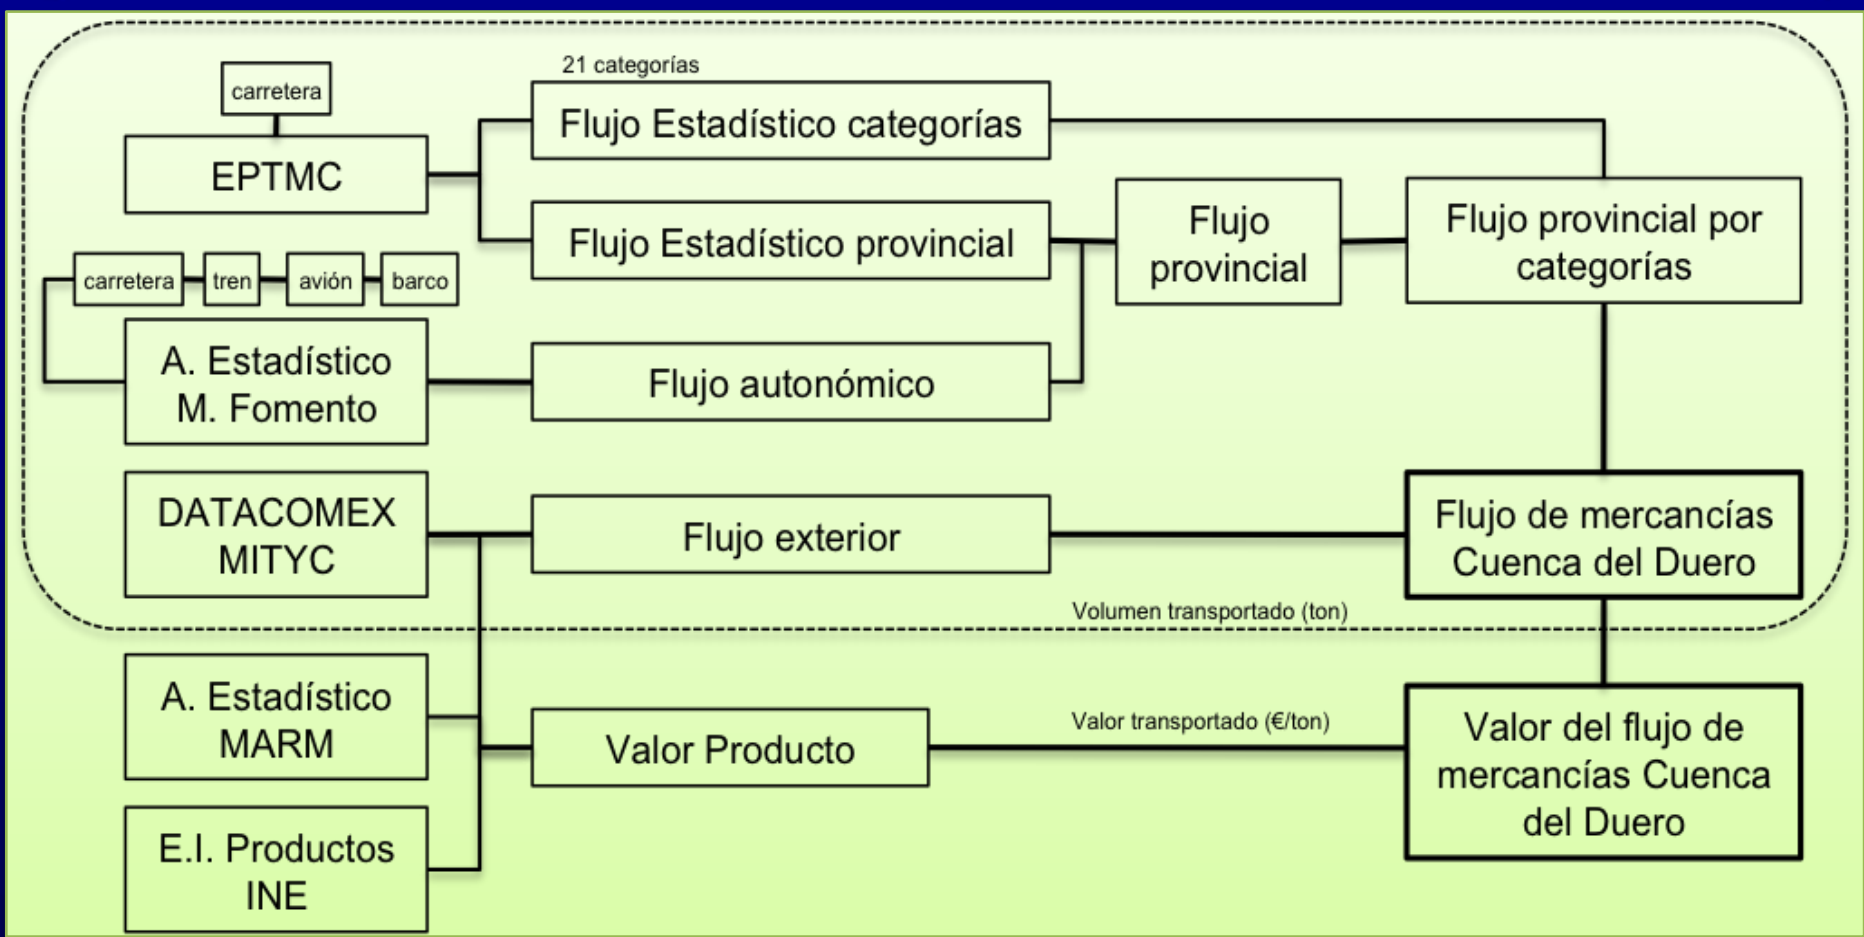 21 categorías
carretera
Flujo Estadístico categorías
EPTMC
Flujo Estadístico provincial
Flujo
provincial
Flujo provincial por
categorías
carretera
tren
avión
barco
A. Estadístico
M. Fomento
Flujo autonómico
DATACOMEX
MITYC
Flujo exterior
Flujo de mercancías
Cuenca del Duero
Volumen transportado (ton)
A. Estadístico
MARM
Valor Producto
Valor transportado (€/ton)
Valor del flujo de
mercancías Cuenca
del Duero
E.I. Productos
INE